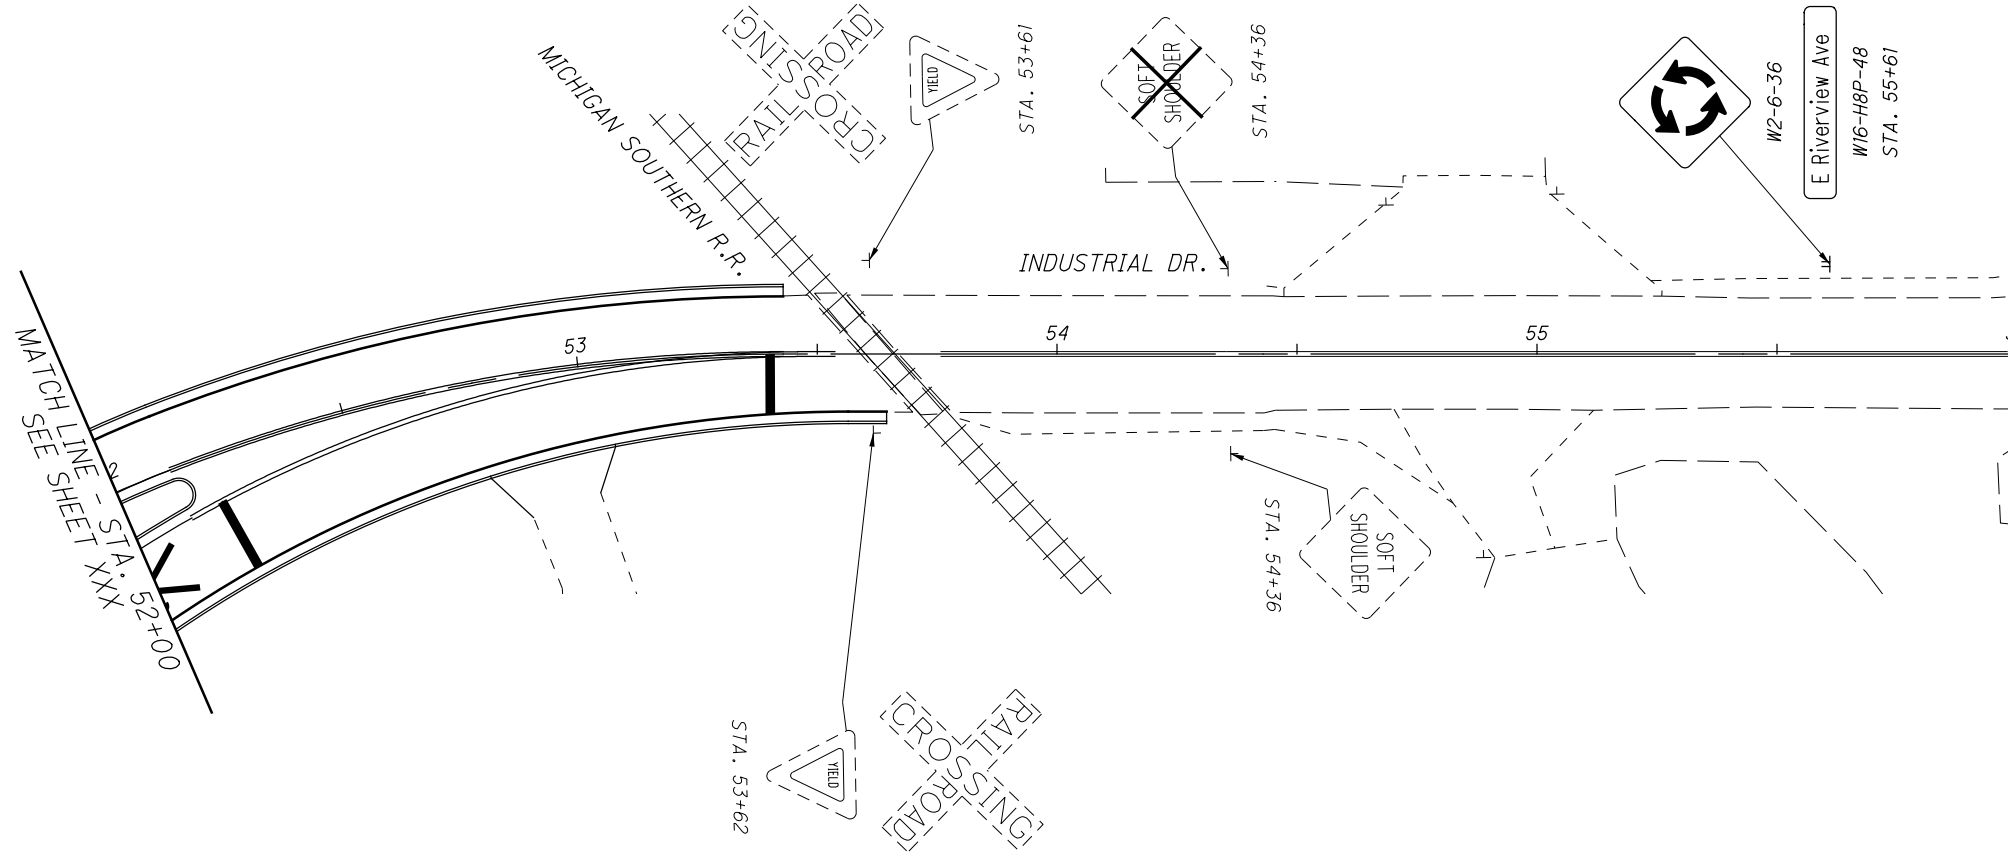 MICHIGAN SOUTHERN R.R.
RAILROAD
CROSSING
YIELD
STA. 53+61
SOFT
SHOULDER
STA. 54+36
W2-6-36
E Riverview Ave
W16-H8P-48
STA. 55+61
INDUSTRIAL DR.
53
54
55
MATCH LINE - STA. 52+00
SEE SHEET XXX
STA. 54+36
SOFT
SHOULDER
STA. 53+62
YIELD
RAILROAD
CROSSING